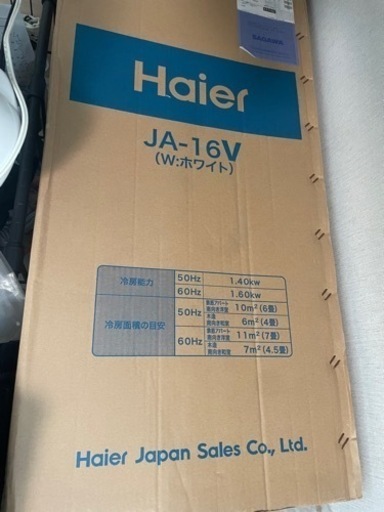 SAGAWA
Haier
JA-16V
(W:ホワイト)
冷房能力 50Hz 1.40kw
60Hz 1.60kw
冷房面積の目安 50Hz 鉄筋アパート 南向き洋室 10m²(6畳)
木造 南向き和室 6m²(4畳)
60Hz 鉄筋アパート 南向き洋室 11m²(7畳)
木造 南向き和室 7m²(4.5畳)
Haier Japan Sales Co., Ltd.